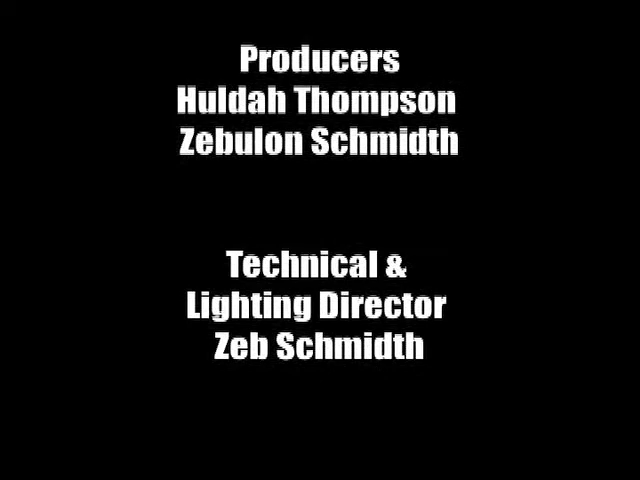 Producers
Huldah Thompson
Zebulon Schmidth
Technical &
Lighting Director
Zeb Schmidth